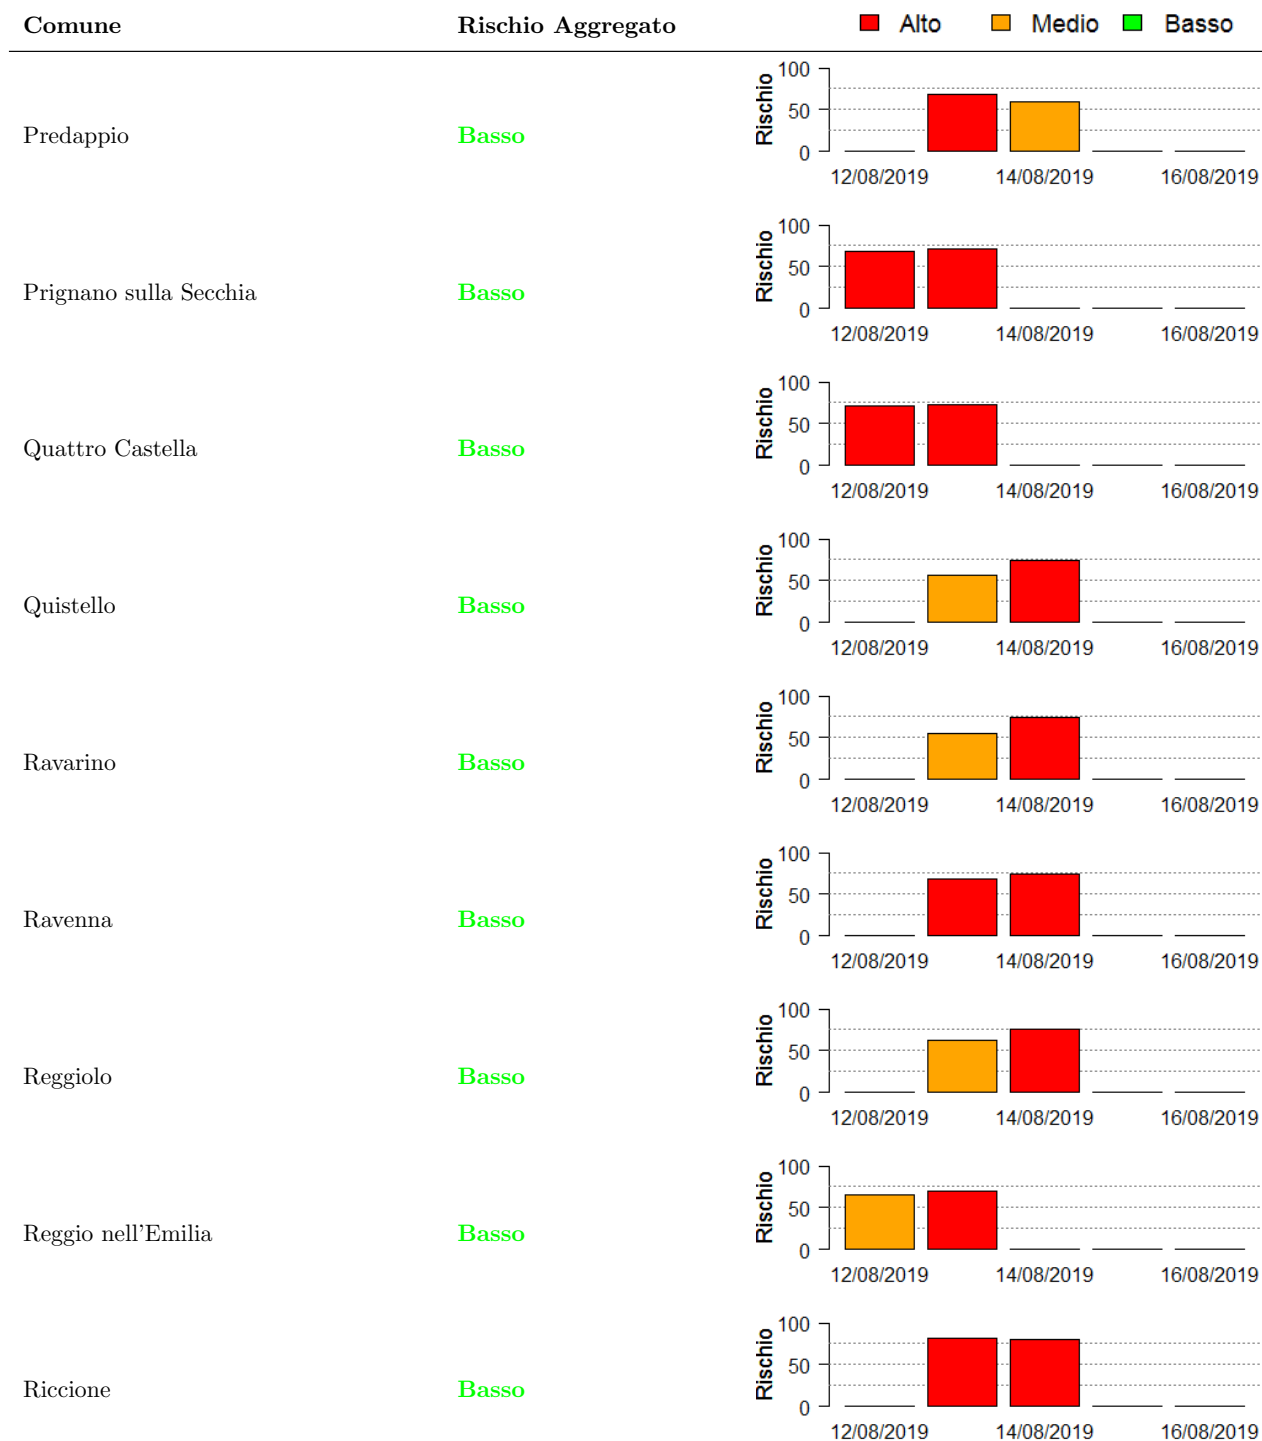 Comune Rischio Aggregato Alto Medio Basso
100
50
0
Rischio
Predappio Basso
12/08/2019 14/08/2019 16/08/2019
100
50
0
Rischio
Prignano sulla Secchia Basso
12/08/2019 14/08/2019 16/08/2019
100
50
0
Rischio
Quattro Castella Basso
12/08/2019 14/08/2019 16/08/2019
100
50
0
Rischio
Quistello Basso
12/08/2019 14/08/2019 16/08/2019
100
50
0
Rischio
Ravarino Basso
12/08/2019 14/08/2019 16/08/2019
100
50
0
Rischio
Ravenna Basso
12/08/2019 14/08/2019 16/08/2019
100
50
0
Rischio
Reggiolo Basso
12/08/2019 14/08/2019 16/08/2019
100
50
0
Rischio
Reggio nell'Emilia Basso
12/08/2019 14/08/2019 16/08/2019
100
50
0
Rischio
Riccione Basso
12/08/2019 14/08/2019 16/08/2019